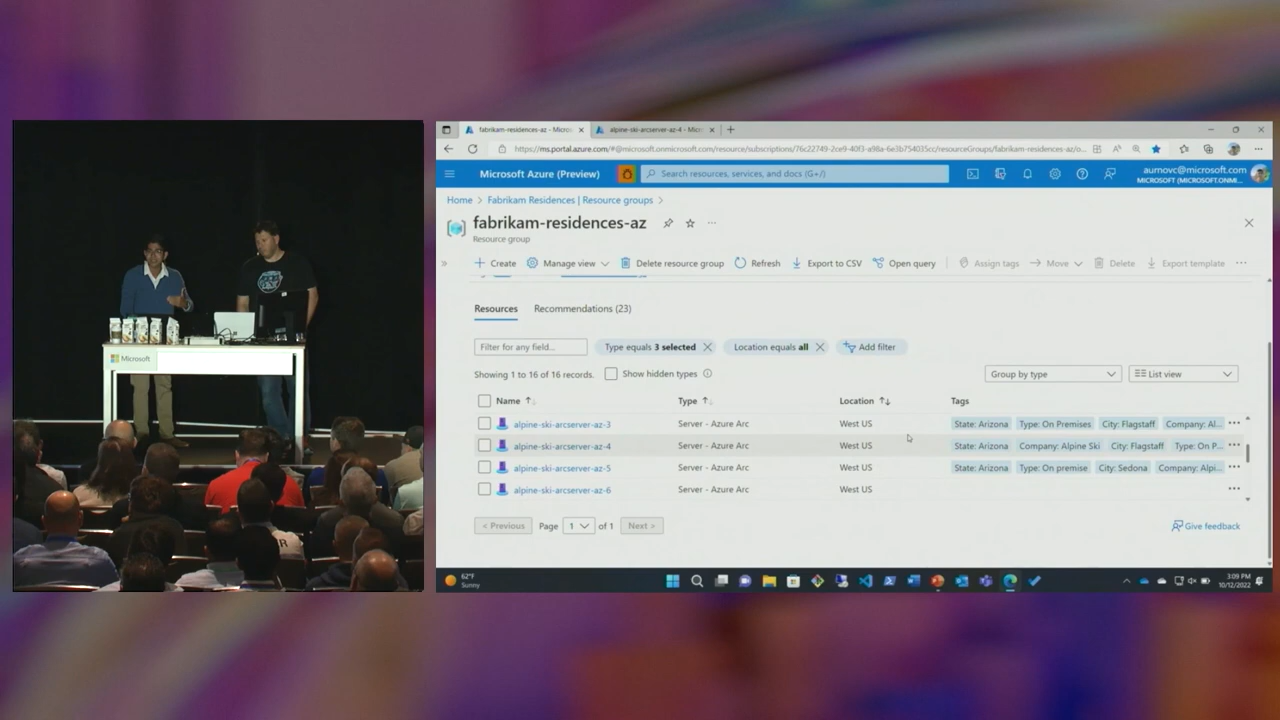 fabrikam-residences-az - Micros
alpine-ski-arcserver-az-4 - Micr
https://ms.portal.azure.com/#@microsoft.onmicrosoft.com/resource/subscriptions/76c22749-2ce9-40f3-a98a-6e3b754035cc/resourceGroups/fabrikam-residences-az/o...
Microsoft Azure (Preview)
Search resources, services, and docs (G+/)
aurnovc@microsoft.com
MICROSOFT (MICROSOFT.ONMI...
Home > Fabrikam Residences | Resource groups >
fabrikam-residences-az
Resource group
Create Manage view Delete resource group Refresh Export to CSV Open query Assign tags Move Delete Export template
Resources Recommendations (23)
Filter for any field... Type equals 3 selected Location equals all Add filter
Showing 1 to 16 of 16 records. Show hidden types Group by type List view
Name Type Location Tags
alpine-ski-arcserver-az-3 Server - Azure Arc West US State: Arizona Type: On Premises City: Flagstaff Company: Al...
alpine-ski-arcserver-az-4 Server - Azure Arc West US State: Arizona Company: Alpine Ski City: Flagstaff Type: On P...
alpine-ski-arcserver-az-5 Server - Azure Arc West US State: Arizona Type: On premise City: Sedona Company: Alpi...
alpine-ski-arcserver-az-6 Server - Azure Arc West US
< Previous Page 1 of 1 Next > Give feedback
62°F
Sunny
3:09 PM
10/12/2022
Microsoft